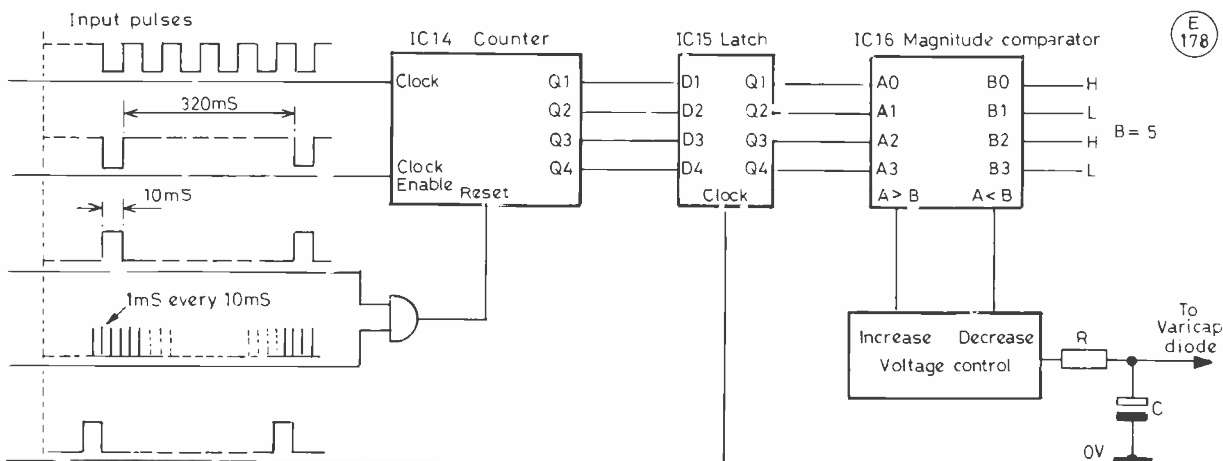 Input pulses
E
178
IC14 Counter
IC15 Latch
IC16 Magnitude comparator
Clock
Q1
D1
Q1
A0
B0
H
320mS
Q2
D2
Q2
A1
B1
L
B = 5
Q3
D3
Q3
A2
B2
H
Clock
Enable
Q4
D4
Q4
A3
B3
L
Reset
Clock
A > B
A < B
10mS
1mS every 10mS
Increase
Decrease
Voltage control
R
To
Varicap
diode
C
0V